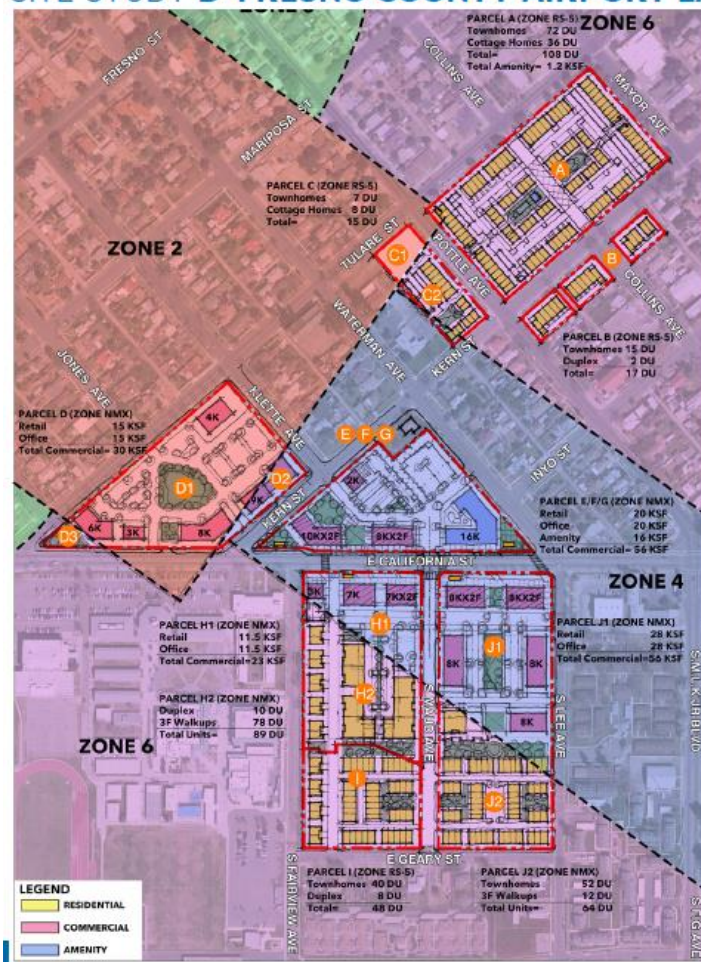 PARCEL A (ZONE RS-5)
Townhomes 72 DU
Cottage Homes 36 DU
Total= 108 DU
Total Amenity= 1.2 KSF
ZONE 6
FRESNO ST
COLLINS AVE
MAYOR AVE
MARIPOSA ST
A
PARCEL C (ZONE RS-5)
Townhomes 7 DU
Cottage Homes 8 DU
Total= 15 DU
ZONE 2
TULARE ST
C1
POTTLE AVE
B
C2
COLLINS AVE
WATERMAN AVE
KERN ST
PARCEL B (ZONE RS-5)
Townhomes 15 DU
Duplex 2 DU
Total= 17 DU
JONES AVE
KLETTE AVE
PARCEL D (ZONE NMX)
Retail 15 KSF
Office 15 KSF
Total Commercial= 30 KSF
4K
E F G
INYO ST
D1
D2
2K
9K
KERN ST
PARCEL E/F/G (ZONE NMX)
Retail 20 KSF
Office 20 KSF
Amenity 16 KSF
Total Commercial= 56 KSF
D3
6K
3K
8K
10KX2F
8KX2F
16K
E CALIFORNIA ST
ZONE 4
7K
7KX2F
8KX2F
8KX2F
PARCEL H1 (ZONE NMX)
Retail 11.5 KSF
Office 11.5 KSF
Total Commercial=23 KSF
H1
J1
8K
8K
PARCEL J1 (ZONE NMX)
Retail 28 KSF
Office 28 KSF
Total Commercial=56 KSF
PARCEL H2 (ZONE NMX)
Duplex 10 DU
3F Walkups 78 DU
Total Units= 89 DU
H2
8K
S WALNUT AVE
S LEE AVE
S M L K JR BLVD
ZONE 6
I
J2
E GEARY ST
S FAIRVIEW AVE
PARCEL I (ZONE RS-5)
Townhomes 40 DU
Duplex 8 DU
Total= 48 DU
PARCEL J2 (ZONE NMX)
Townhomes 52 DU
3F Walkups 12 DU
Total Units= 64 DU
LEGEND
RESIDENTIAL
COMMERCIAL
AMENITY